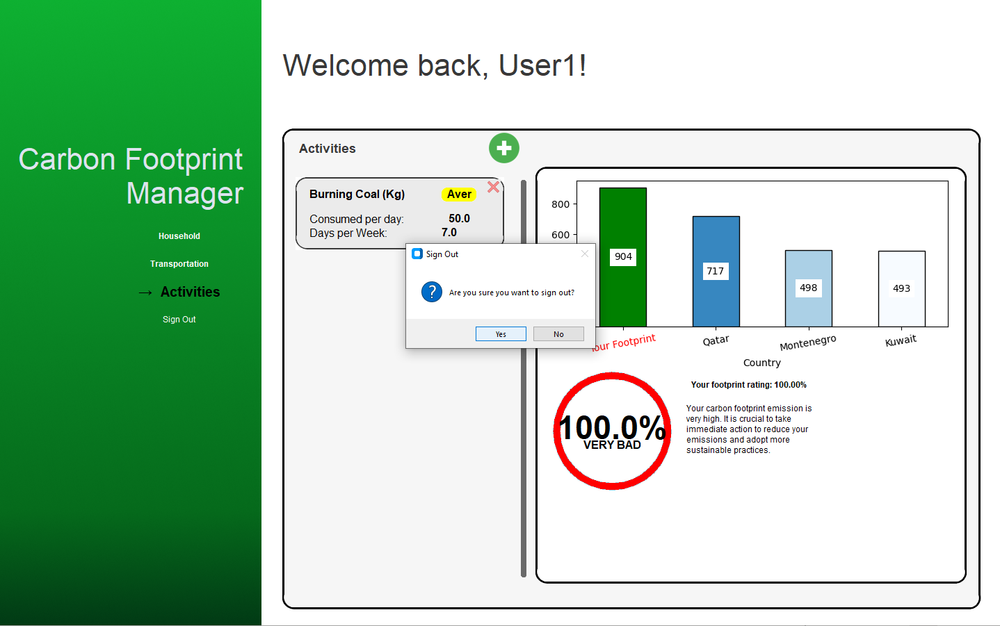 Welcome back, User1!
Carbon Footprint
Manager
Household
Transportation
→ Activities
Sign Out
Activities
Burning Coal (Kg) Aver
Consumed per day: 50.0
Days per Week: 7.0
Sign Out
Are you sure you want to sign out?
Yes No
800
600
904
717
498
493
our Footprint
Qatar
Montenegro
Kuwait
Country
100.0%
VERY BAD
Your footprint rating: 100.00%
Your carbon footprint emission is
very high. It is crucial to take
immediate action to reduce your
emissions and adopt more
sustainable practices.